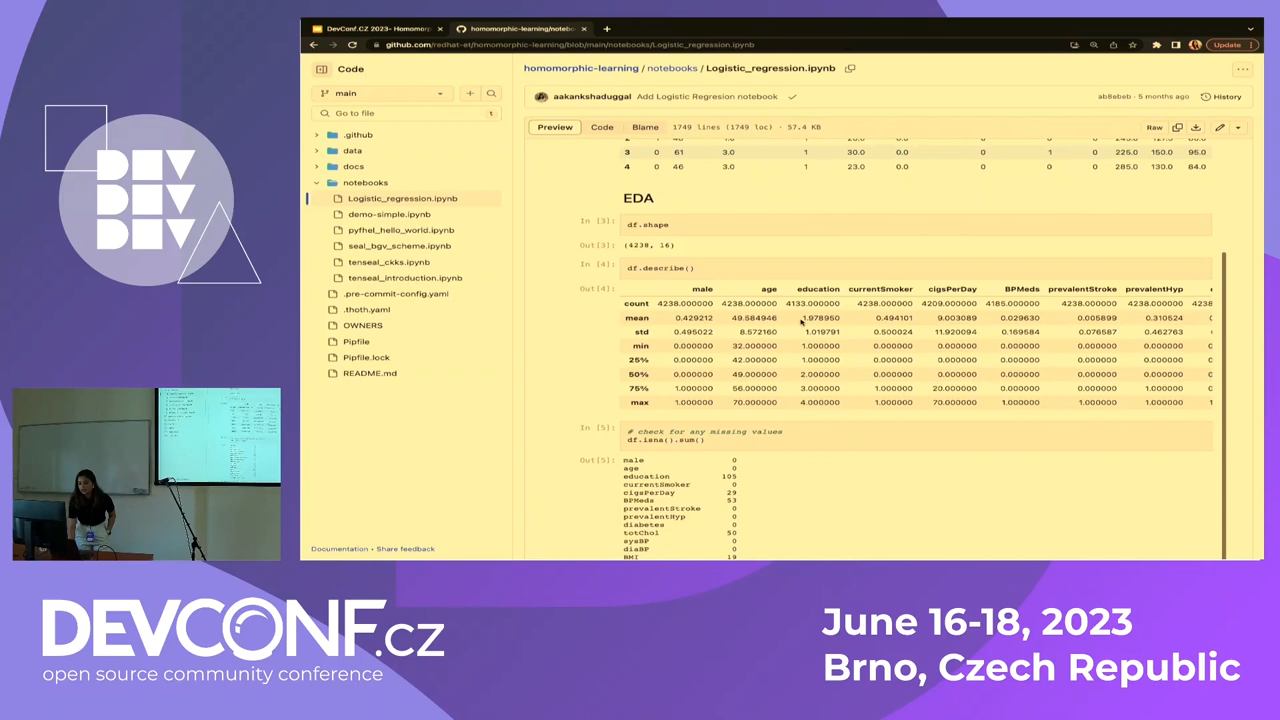 DevConf.CZ 2023- Homomorp
homomorphic-learning/notebo
github.com/redhat-et/homomorphic-learning/blob/main/notebooks/Logistic_regression.ipynb
Update
Code
main
Go to file
.github
data
docs
notebooks
Logistic_regression.ipynb
demo-simple.ipynb
pyfhel_hello_world.ipynb
seal_bgv_scheme.ipynb
tenseal_ckks.ipynb
tenseal_introduction.ipynb
.pre-commit-config.yaml
.thoth.yaml
OWNERS
Pipfile
Pipfile.lock
README.md
Documentation • Share feedback
homomorphic-learning / notebooks / Logistic_regression.ipynb
aakankshaduggal Add Logistic Regresion notebook
ab8ebeb · 5 months ago History
Preview Code Blame 1749 lines (1749 loc) · 57.4 KB Raw
3 0 61 3.0 1 30.0 0.0 0 1 0 225.0 150.0 95.0
4 0 46 3.0 1 23.0 0.0 0 0 0 285.0 130.0 84.0
EDA
In [3]: df.shape
Out[3]: (4238, 16)
In [4]: df.describe()
Out[4]: male age education currentSmoker cigsPerDay BPMeds prevalentStroke prevalentHyp
count 4238.000000 4238.000000 4133.000000 4238.000000 4209.000000 4185.000000 4238.000000 4238.000000 4238
mean 0.429212 49.584946 1.978950 0.494101 9.003089 0.029630 0.005899 0.310524 0
std 0.495022 8.572160 1.019791 0.500024 11.920094 0.169584 0.076587 0.462763 0
min 0.000000 32.000000 1.000000 0.000000 0.000000 0.000000 0.000000 0.000000 0
25% 0.000000 42.000000 1.000000 0.000000 0.000000 0.000000 0.000000 0.000000 0
50% 0.000000 49.000000 2.000000 0.000000 0.000000 0.000000 0.000000 0.000000 0
75% 1.000000 56.000000 3.000000 1.000000 20.000000 0.000000 0.000000 1.000000 0
max 1.000000 70.000000 4.000000 1.000000 70.000000 1.000000 1.000000 1.000000 1
In [5]: # check for any missing values
df.isna().sum()
Out[5]: male 0
age 0
education 105
currentSmoker 0
cigsPerDay 29
BPMeds 53
prevalentStroke 0
prevalentHyp 0
diabetes 0
totChol 50
sysBP 0
diaBP 0
BMI 19
DEV
DEV
DEV
DEVCONF.cz
open source community conference
June 16-18, 2023
Brno, Czech Republic